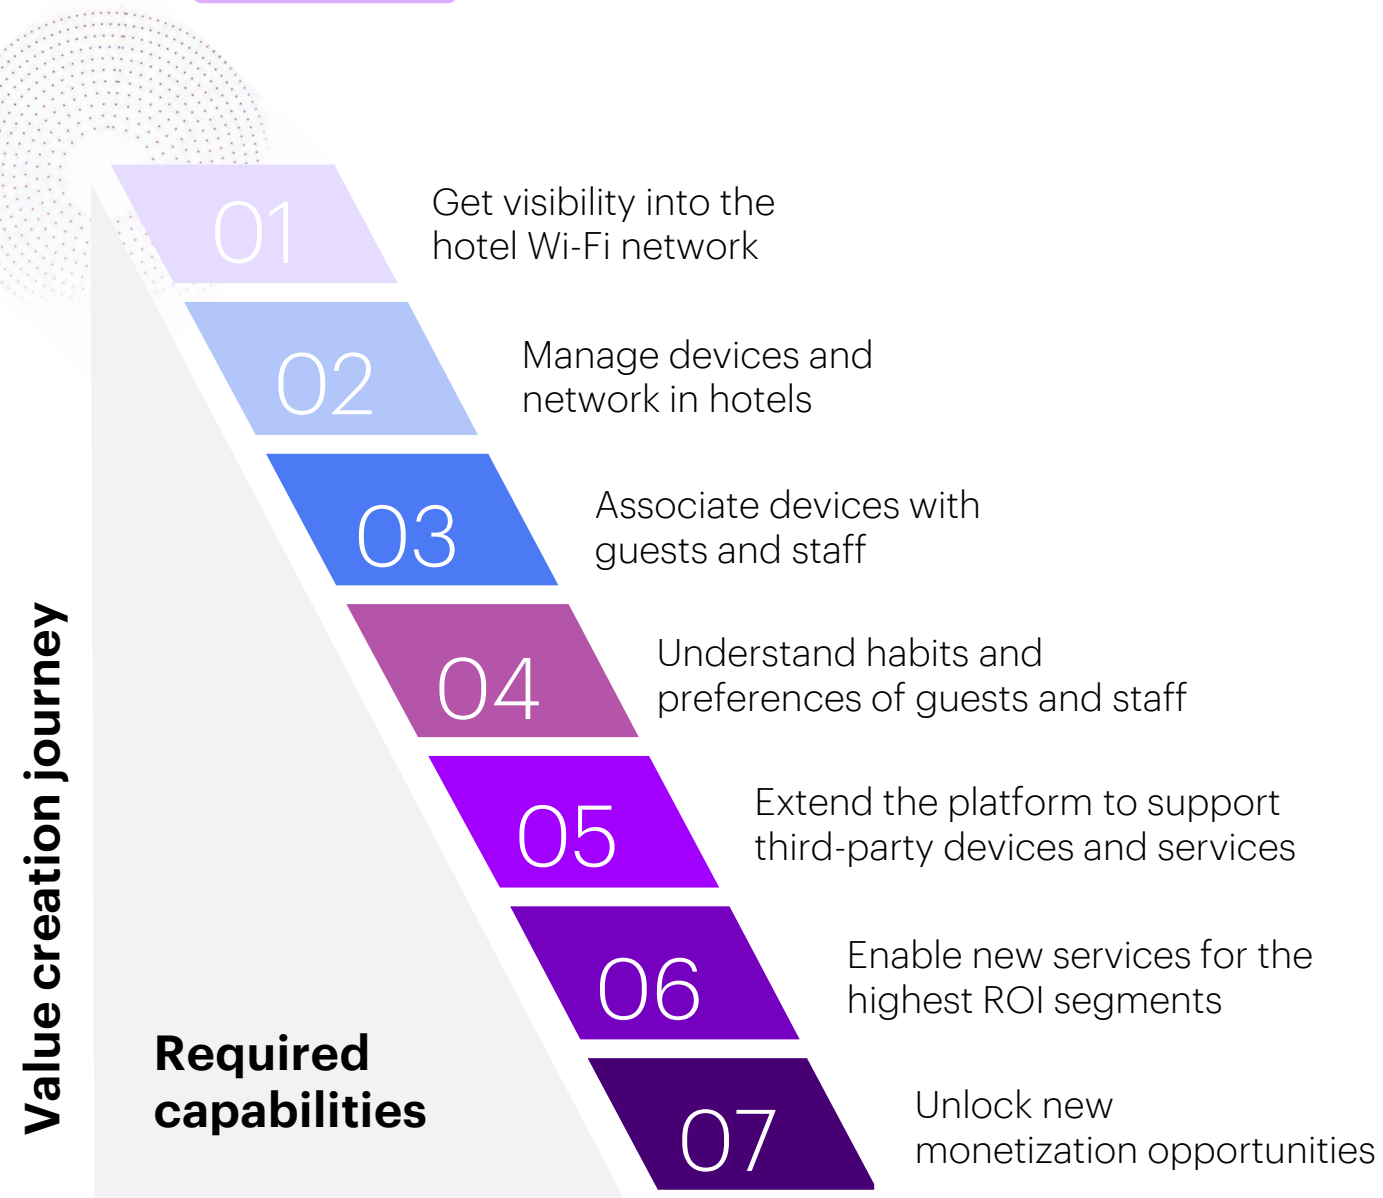 01
Get visibility into the
hotel Wi-Fi network
02
Manage devices and
network in hotels
03
Associate devices with
guests and staff
04
Understand habits and
preferences of guests and staff
05
Extend the platform to support
third-party devices and services
06
Enable new services for the
highest ROI segments
07
Unlock new
monetization opportunities
Value creation journey
Required
capabilities